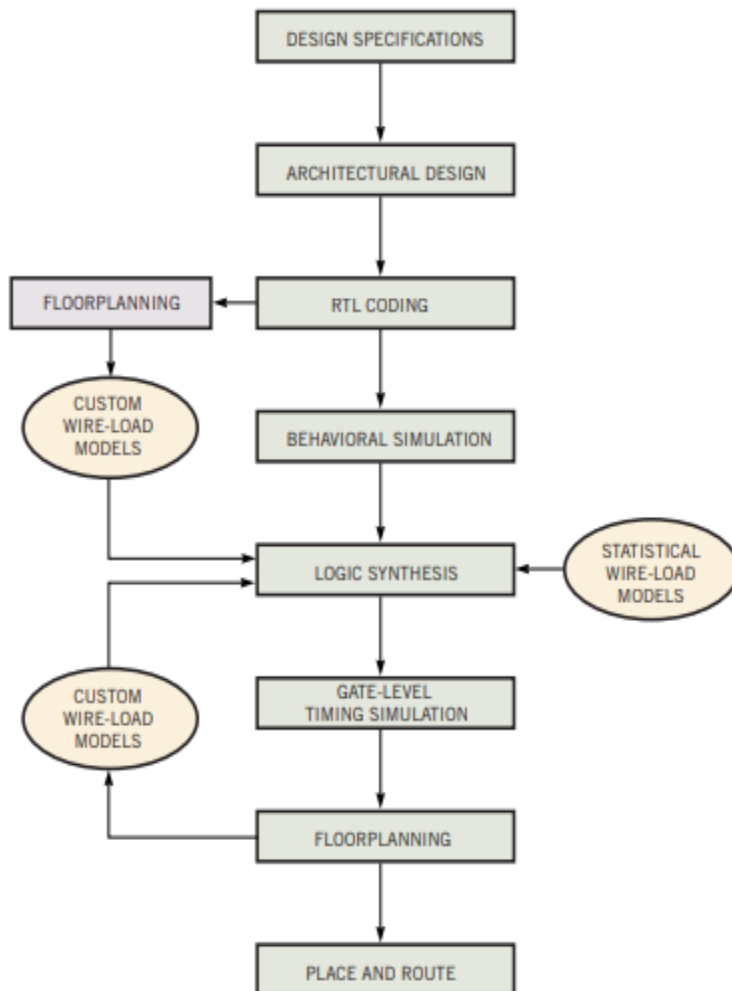 DESIGN SPECIFICATIONS
ARCHITECTURAL DESIGN
FLOORPLANNING
RTL CODING
CUSTOM
WIRE-LOAD
MODELS
BEHAVIORAL SIMULATION
LOGIC SYNTHESIS
STATISTICAL
WIRE-LOAD
MODELS
CUSTOM
WIRE-LOAD
MODELS
GATE-LEVEL
TIMING SIMULATION
FLOORPLANNING
PLACE AND ROUTE